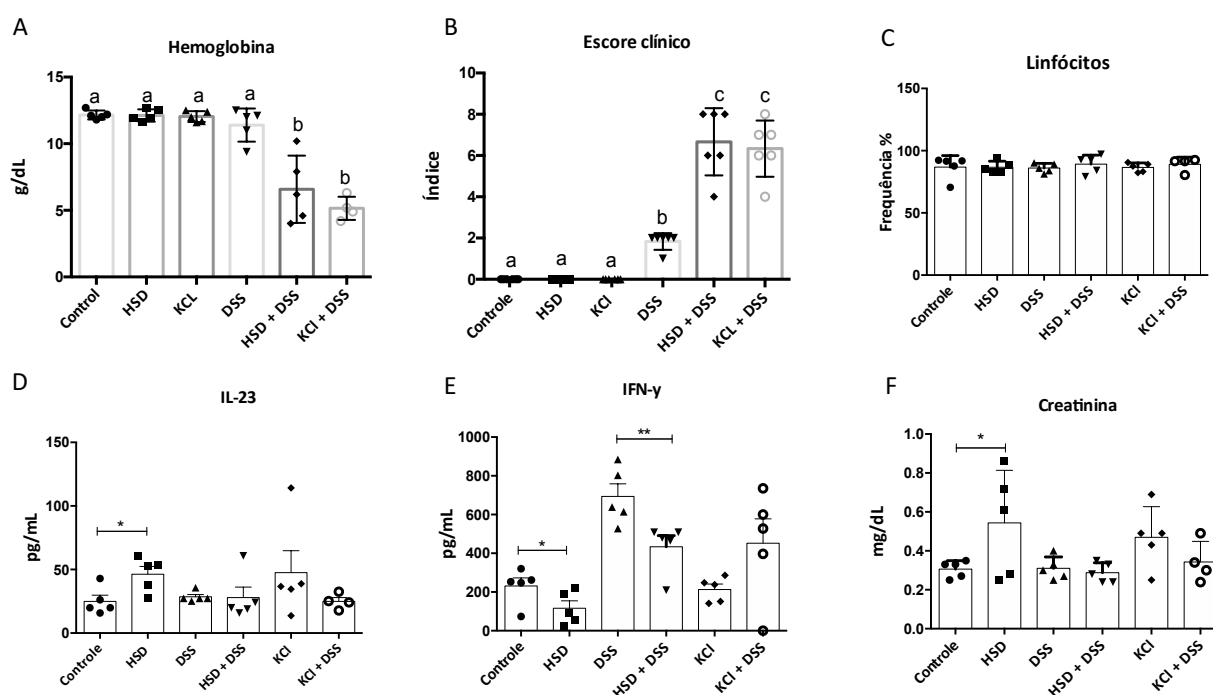 A
Hemoglobina
g/dL
15
10
5
0
a
a
a
a
b
b
Control
HSD
KCL
DSS
HSD + DSS
KCl + DSS
B
Escore clínico
Índice
10
8
6
4
2
0
a
a
a
b
c
c
Controle
HSD
KCl
DSS
HSD + DSS
KCL + DSS
C
Linfócitos
Frequência %
150
100
50
0
Controle
HSD
DSS
HSD + DSS
KCl
KCl + DSS
D
IL-23
pg/mL
150
100
50
0
*
Controle
HSD
DSS
HSD + DSS
KCl
KCl + DSS
E
IFN-y
pg/mL
1000
800
600
400
200
0
*
**
Controle
HSD
DSS
HSD + DSS
KCl
KCl + DSS
F
Creatinina
mg/dL
1.0
0.8
0.6
0.4
0.2
0.0
*
Controle
HSD
DSS
HSD + DSS
KCl
KCl + DSS